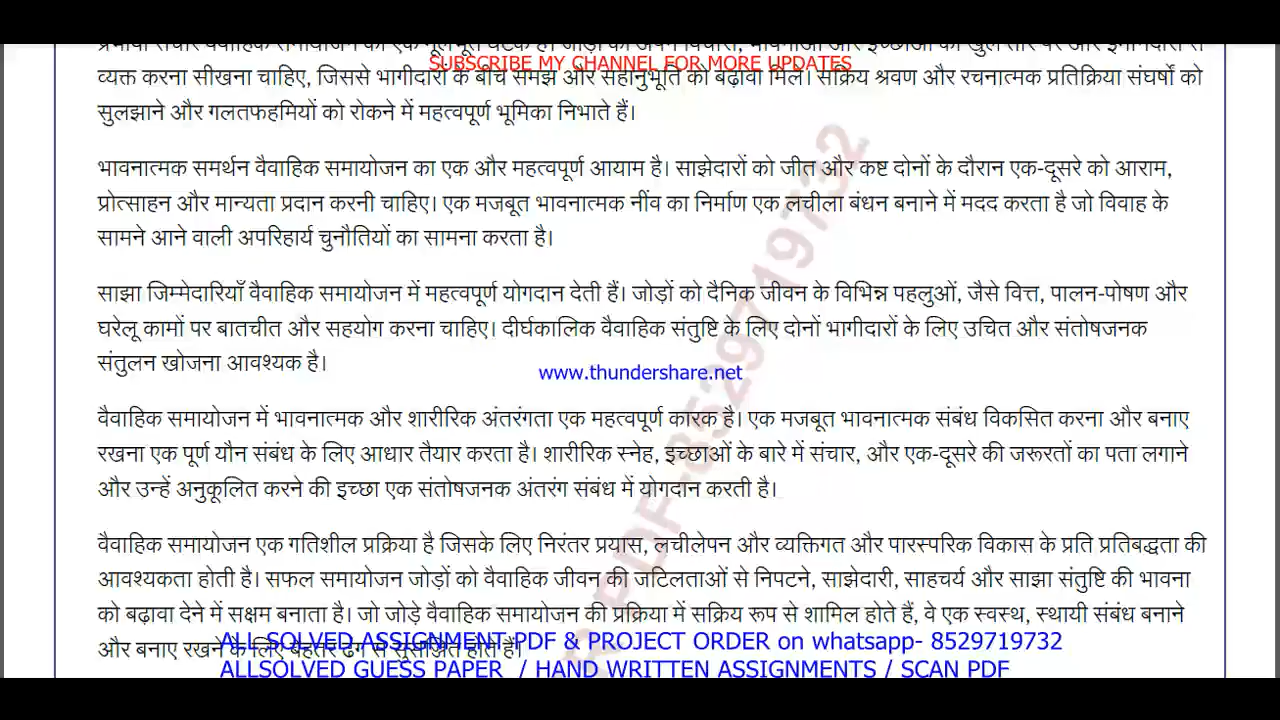 SUBSCRIBE MY CHANNEL FOR MORE UPDATES
व्यक्त करना सीखना चाहिए, जिससे भागीदारों के बीच समझ और सहानुभूति को बढ़ावा मिले। सक्रिय श्रवण और रचनात्मक प्रतिक्रिया संघर्षों को
सुलझाने और गलतफहमियों को रोकने में महत्वपूर्ण भूमिका निभाते हैं।
भावनात्मक समर्थन वैवाहिक समायोजन का एक और महत्वपूर्ण आयाम है। साझेदारों को जीत और कष्ट दोनों के दौरान एक-दूसरे को आराम,
प्रोत्साहन और मान्यता प्रदान करनी चाहिए। एक मजबूत भावनात्मक नींव का निर्माण एक लचीला बंधन बनाने में मदद करता है जो विवाह के
सामने आने वाली अपरिहार्य चुनौतियों का सामना करता है।
साझा जिम्मेदारियाँ वैवाहिक समायोजन में महत्वपूर्ण योगदान देती हैं। जोड़ों को दैनिक जीवन के विभिन्न पहलुओं, जैसे वित्त, पालन-पोषण और
घरेलू कामों पर बातचीत और सहयोग करना चाहिए। दीर्घकालिक वैवाहिक संतुष्टि के लिए दोनों भागीदारों के लिए उचित और संतोषजनक
संतुलन खोजना आवश्यक है।
www.thundershare.net
वैवाहिक समायोजन में भावनात्मक और शारीरिक अंतरंगता एक महत्वपूर्ण कारक है। एक मजबूत भावनात्मक संबंध विकसित करना और बनाए
रखना एक पूर्ण यौन संबंध के लिए आधार तैयार करता है। शारीरिक स्नेह, इच्छाओं के बारे में संचार, और एक-दूसरे की जरूरतों का पता लगाने
और उन्हें अनुकूलित करने की इच्छा एक संतोषजनक अंतरंग संबंध में योगदान करती है।
वैवाहिक समायोजन एक गतिशील प्रक्रिया है जिसके लिए निरंतर प्रयास, लचीलेपन और व्यक्तिगत और पारस्परिक विकास के प्रति प्रतिबद्धता की
आवश्यकता होती है। सफल समायोजन जोड़ों को वैवाहिक जीवन की जटिलताओं से निपटने, साझेदारी, साहचर्य और साझा संतुष्टि की भावना
को बढ़ावा देने में सक्षम बनाता है। जो जोड़े वैवाहिक समायोजन की प्रक्रिया में सक्रिय रूप से शामिल होते हैं, वे एक स्वस्थ, स्थायी संबंध बनाने
और बनाए रखने के लिए बेहतर ढंग से सुसज्जित होते हैं।
ALL SOLVED ASSIGNMENT PDF & PROJECT ORDER on whatsapp- 8529719732
ALLSOLVED GUESS PAPER / HAND WRITTEN ASSIGNMENTS / SCAN PDF
PDF-8529719732